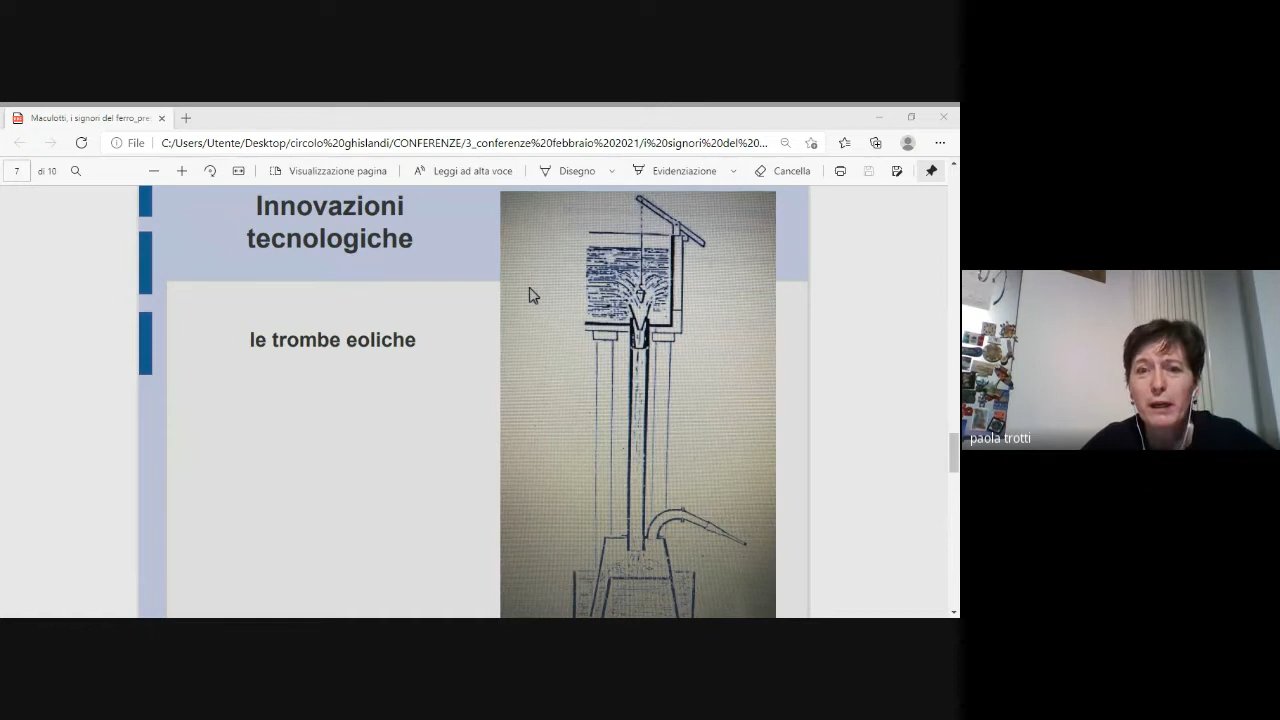 Maculotti, i signori del ferro_pre
File
C:/Users/Utente/Desktop/circolo%20ghislandi/CONFERENZE/3_conferenze%20febbraio%202021/i%20signori%20del%20...
7 di 10
Visualizzazione pagina
Leggi ad alta voce
Disegno
Evidenziazione
Cancella
Innovazioni
tecnologiche
le trombe eoliche
paola trotti